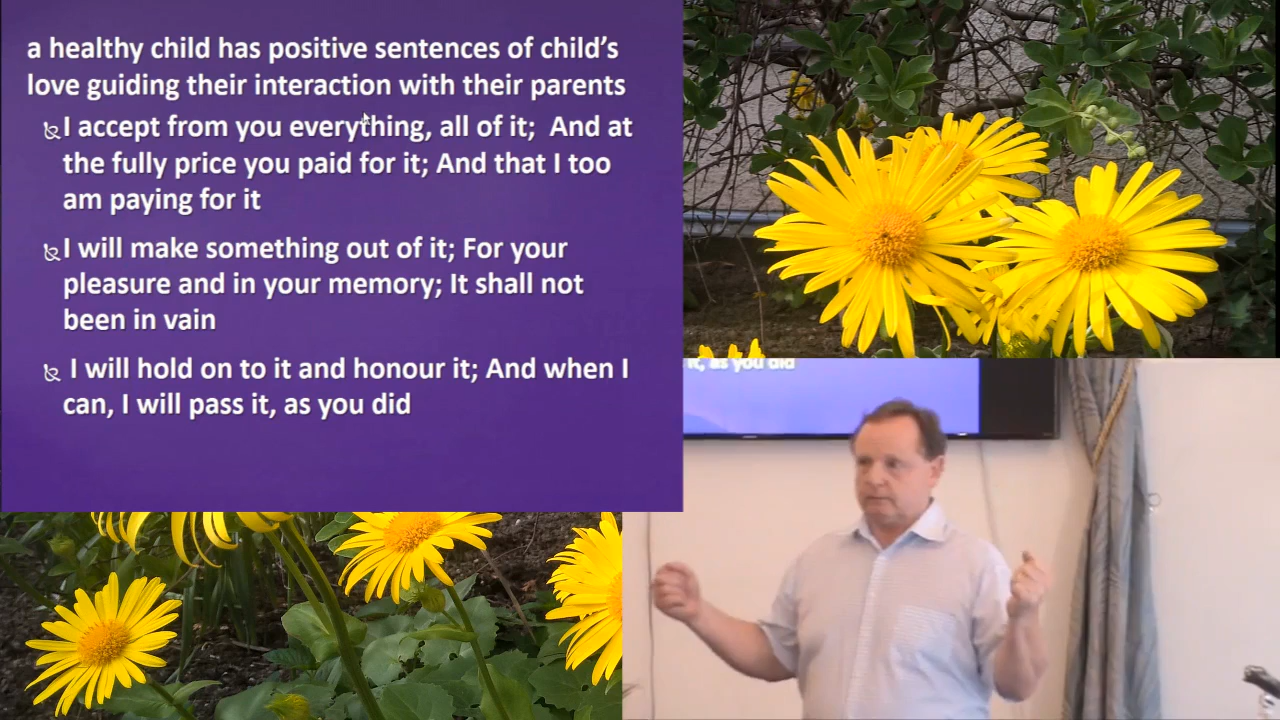 a healthy child has positive sentences of child's
love guiding their interaction with their parents
I accept from you everything, all of it; And at
the fully price you paid for it; And that I too
am paying for it
I will make something out of it; For your
pleasure and in your memory; It shall not
been in vain
I will hold on to it and honour it; And when I
can, I will pass it, as you did
it, as you did